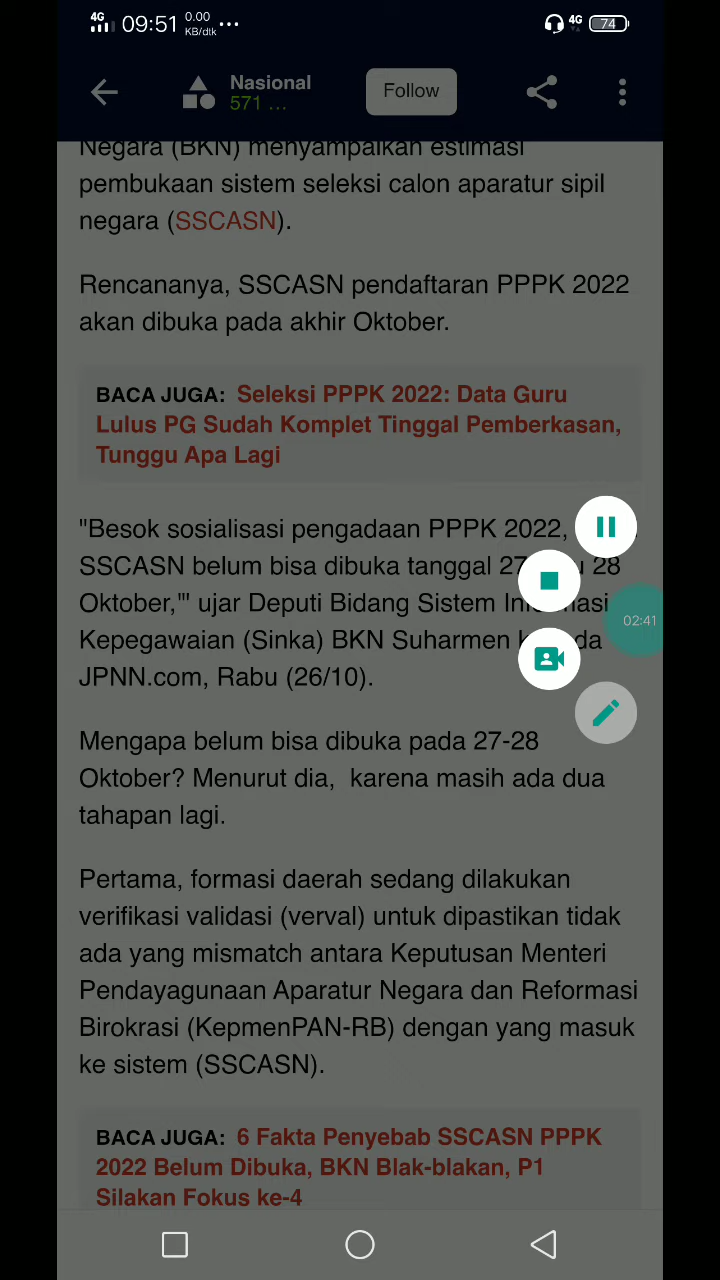 4G 09:51 0.00 KB/dtk ... 4G 74
Nasional
571 ...
Follow
Negara (BKN) menyampaikan estimasi
pembukaan sistem seleksi calon aparatur sipil
negara (SSCASN).
Rencananya, SSCASN pendaftaran PPPK 2022
akan dibuka pada akhir Oktober.
BACA JUGA: Seleksi PPPK 2022: Data Guru
Lulus PG Sudah Komplet Tinggal Pemberkasan,
Tunggu Apa Lagi
"Besok sosialisasi pengadaan PPPK 2022,
SSCASN belum bisa dibuka tanggal 27 28
Oktober,'" ujar Deputi Bidang Sistem
Kepegawaian (Sinka) BKN Suharmen
JPNN.com, Rabu (26/10).
02:41
Mengapa belum bisa dibuka pada 27-28
Oktober? Menurut dia, karena masih ada dua
tahapan lagi.
Pertama, formasi daerah sedang dilakukan
verifikasi validasi (verval) untuk dipastikan tidak
ada yang mismatch antara Keputusan Menteri
Pendayagunaan Aparatur Negara dan Reformasi
Birokrasi (KepmenPAN-RB) dengan yang masuk
ke sistem (SSCASN).
BACA JUGA: 6 Fakta Penyebab SSCASN PPPK
2022 Belum Dibuka, BKN Blak-blakan, P1
Silakan Fokus ke-4